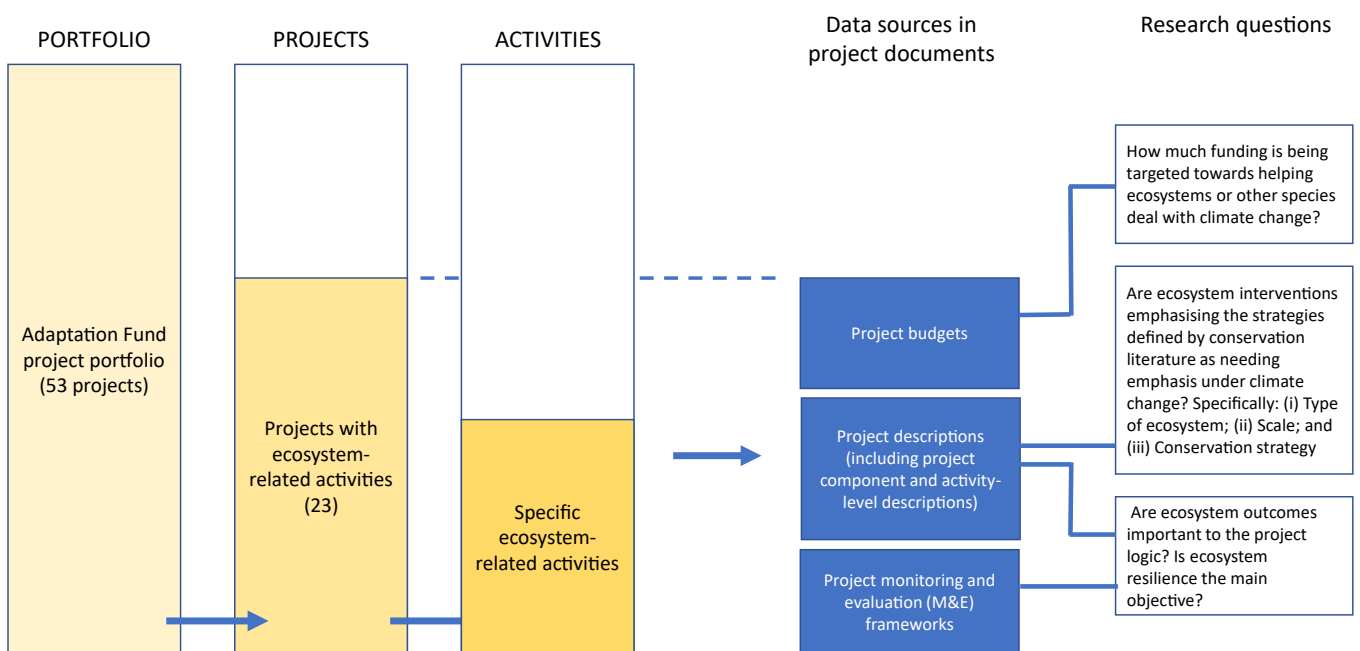 PORTFOLIO
PROJECTS
ACTIVITIES
Data sources in
project documents
Research questions
Adaptation Fund
project portfolio
(53 projects)
Projects with
ecosystem-
related activities
(23)
Specific
ecosystem-
related activities
Project budgets
Project descriptions
(including project
component and activity-
level descriptions)
Project monitoring and
evaluation (M&E)
frameworks
How much funding is being
targeted towards helping
ecosystems or other species
deal with climate change?
Are ecosystem interventions
emphasising the strategies
defined by conservation
literature as needing
emphasis under climate
change? Specifically: (i) Type
of ecosystem; (ii) Scale; and
(iii) Conservation strategy
Are ecosystem outcomes
important to the project
logic? Is ecosystem
resilience the main
objective?